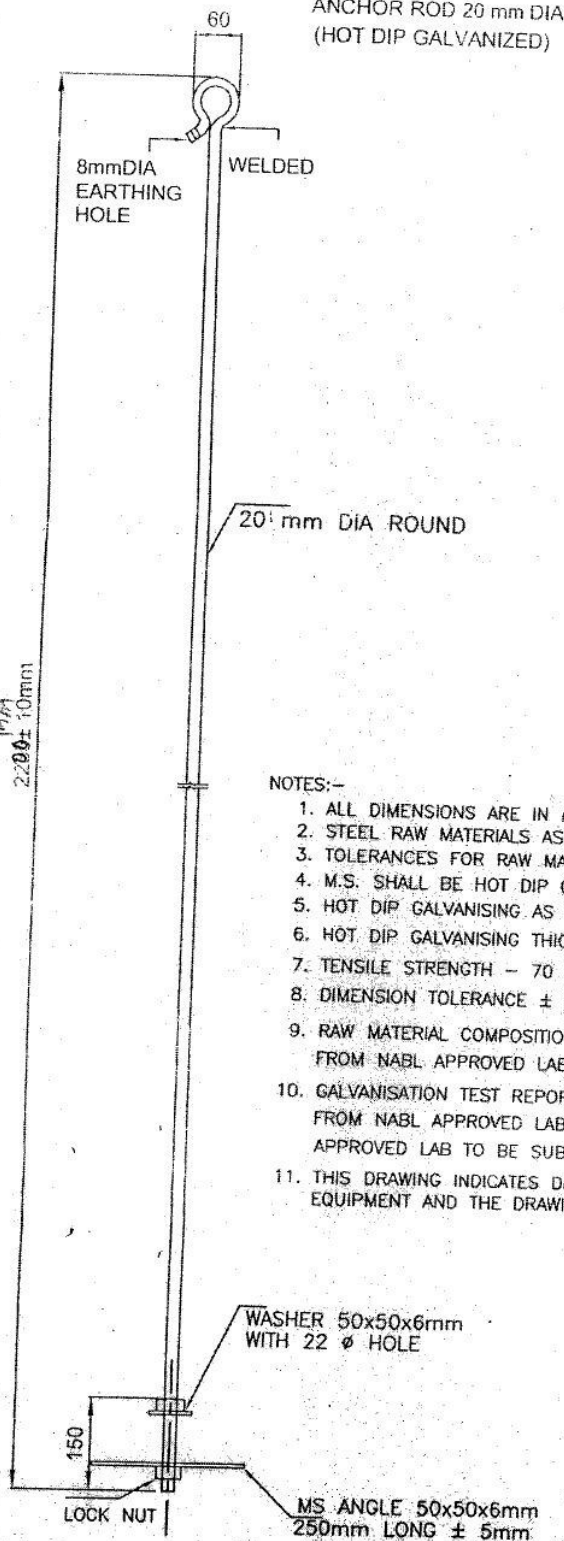 ANCHOR ROD 20 mm DIA
(HOT DIP GALVANIZED)
60
8mmDIA
EARTHING
HOLE
WELDED
20 mm DIA ROUND
± 10mm
NOTES:-
1. ALL DIMENSIONS ARE IN
2. STEEL RAW MATERIALS AS
3. TOLERANCES FOR RAW MA
4. M.S. SHALL BE HOT DIP
5. HOT DIP GALVANISING AS
6. HOT DIP GALVANISING THIC
7. TENSILE STRENGTH - 70
8. DIMENSION TOLERANCE ±
9. RAW MATERIAL COMPOSITIO
FROM NABL APPROVED LAB
10. GALVANISATION TEST REPOR
FROM NABL APPROVED LAB
APPROVED LAB TO BE SUB
11. THIS DRAWING INDICATES
EQUIPMENT AND THE DRAWI
WASHER 50x50x6mm
WITH 22 ø HOLE
150
LOCK NUT
MS ANGLE 50x50x6mm
250mm LONG ± 5mm